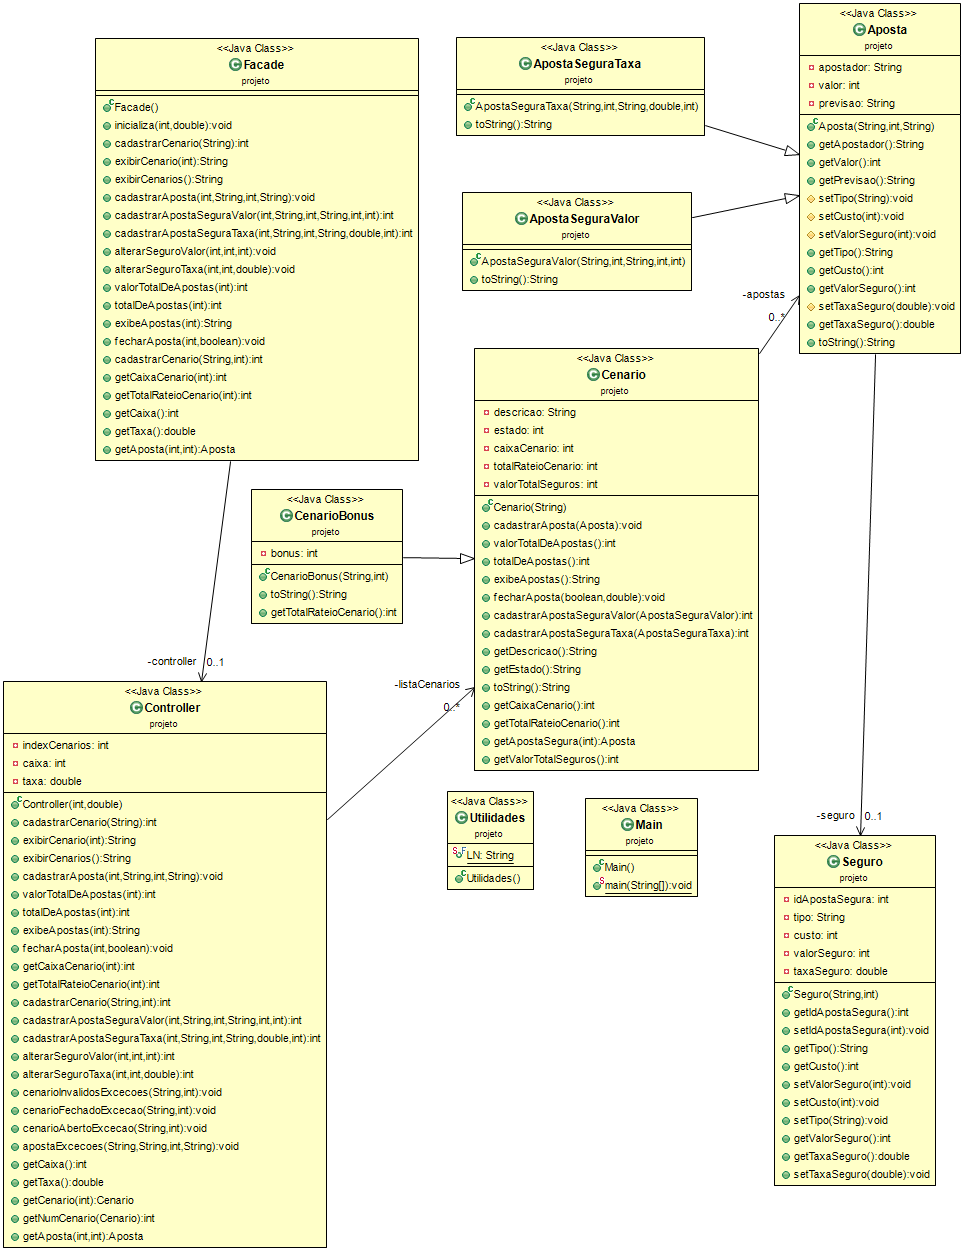 <<Java Class>>
Facade
projeto
Facade()
inicializa(int,double):void
cadastrarCenario(String):int
exibirCenario(int):String
exibirCenarios():String
cadastrarAposta(int,String,int,String):void
cadastrarApostaSeguraValor(int,String,int,String,int,int):int
cadastrarApostaSeguraTaxa(int,String,int,String,double,int):int
alterarSeguroValor(int,int,int):void
alterarSeguroTaxa(int,int,double):void
valorTotalDeApostas(int):int
totalDeApostas(int):int
exibeApostas(int):String
fecharAposta(int,boolean):void
cadastrarCenario(String,int):int
getCaixaCenario(int):int
getTotalRateioCenario(int):int
getCaixa():int
getTaxa():double
getAposta(int,int):Aposta
<<Java Class>>
ApostaSeguraTaxa
projeto
ApostaSeguraTaxa(String,int,String,double,int)
toString():String
<<Java Class>>
ApostaSeguraValor
projeto
ApostaSeguraValor(String,int,String,int,int)
toString():String
<<Java Class>>
Aposta
projeto
apostador: String
valor: int
previsao: String
Aposta(String,int,String)
getApostador():String
getValor():int
getPrevisao():String
setTipo(String):void
setCusto(int):void
setValorSeguro(int):void
getTipo():String
getCusto():int
getValorSeguro():int
setTaxaSeguro(double):void
getTaxaSeguro():double
toString():String
-apostas
0..*
<<Java Class>>
Cenario
projeto
descricao: String
estado: int
caixaCenario: int
totalRateioCenario: int
valorTotalSeguros: int
Cenario(String)
cadastrarAposta(Aposta):void
valorTotalDeApostas():int
totalDeApostas():int
exibeApostas():String
fecharAposta(boolean,double):void
cadastrarApostaSeguraValor(ApostaSeguraValor):int
cadastrarApostaSeguraTaxa(ApostaSeguraTaxa):int
getDescricao():String
getEstado():String
toString():String
getCaixaCenario():int
getTotalRateioCenario():int
getApostaSegura(int):Aposta
getValorTotalSeguros():int
<<Java Class>>
CenarioBonus
projeto
bonus: int
CenarioBonus(String,int)
toString():String
getTotalRateioCenario():int
-controller 0..1
-listaCenarios
0..*
<<Java Class>>
Controller
projeto
indexCenarios: int
caixa: int
taxa: double
Controller(int,double)
cadastrarCenario(String):int
exibirCenario(int):String
exibirCenarios():String
cadastrarAposta(int,String,int,String):void
valorTotalDeApostas(int):int
totalDeApostas(int):int
exibeApostas(int):String
fecharAposta(int,boolean):void
getCaixaCenario(int):int
getTotalRateioCenario(int):int
cadastrarCenario(String,int):int
cadastrarApostaSeguraValor(int,String,int,String,int,int):int
cadastrarApostaSeguraTaxa(int,String,int,String,double,int):int
alterarSeguroValor(int,int,int):int
alterarSeguroTaxa(int,int,double):int
cenarioInvalidosExcecoes(String,int):void
cenarioFechadoExcecao(String,int):void
cenarioAbertoExcecao(String,int):void
apostaExcecoes(String,String,int,String):void
getCaixa():int
getTaxa():double
getCenario(int):Cenario
getNumCenario(Cenario):int
getAposta(int,int):Aposta
<<Java Class>>
Utilidades
projeto
LN: String
Utilidades()
<<Java Class>>
Main
projeto
Main()
main(String[]):void
-seguro 0..1
<<Java Class>>
Seguro
projeto
idApostaSegura: int
tipo: String
custo: int
valorSeguro: int
taxaSeguro: double
Seguro(String,int)
getIdApostaSegura():int
setIdApostaSegura(int):void
getTipo():String
getCusto():int
setValorSeguro(int):void
setCusto(int):void
setTipo(String):void
getValorSeguro():int
getTaxaSeguro():double
setTaxaSeguro(double):void